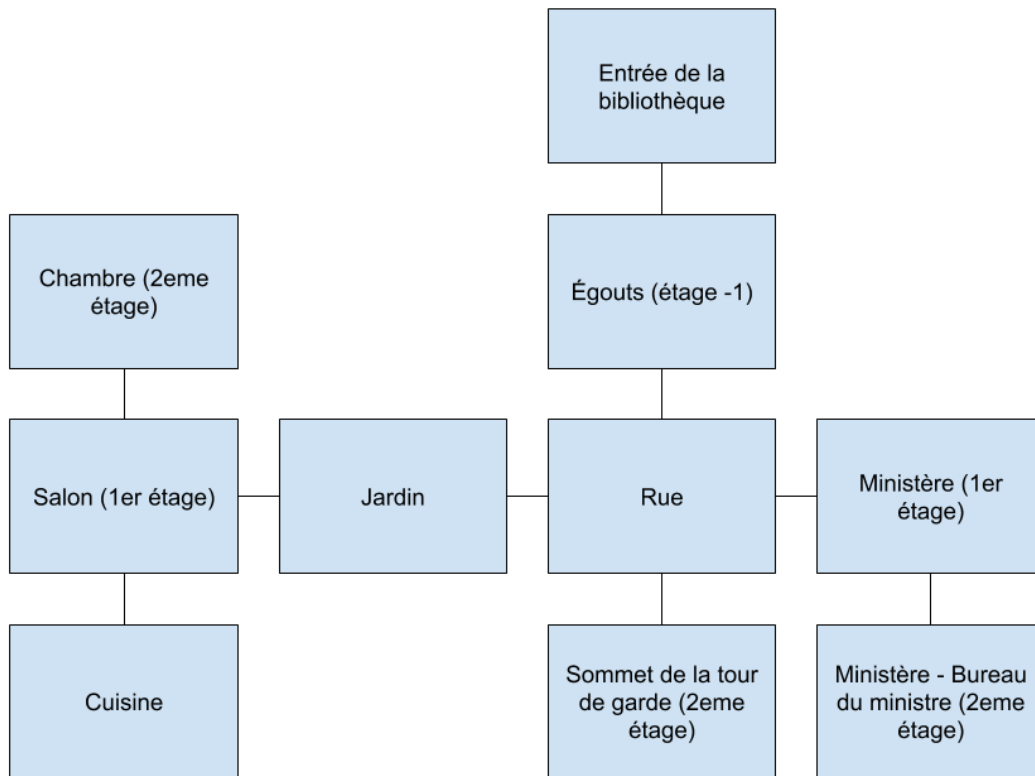 Entrée de la
bibliothèque
Chambre (2eme
étage)
Égouts (étage -1)
Salon (1er étage)
Jardin
Rue
Ministère (1er
étage)
Cuisine
Sommet de la tour
de garde (2eme
étage)
Ministère - Bureau
du ministre (2eme
étage)